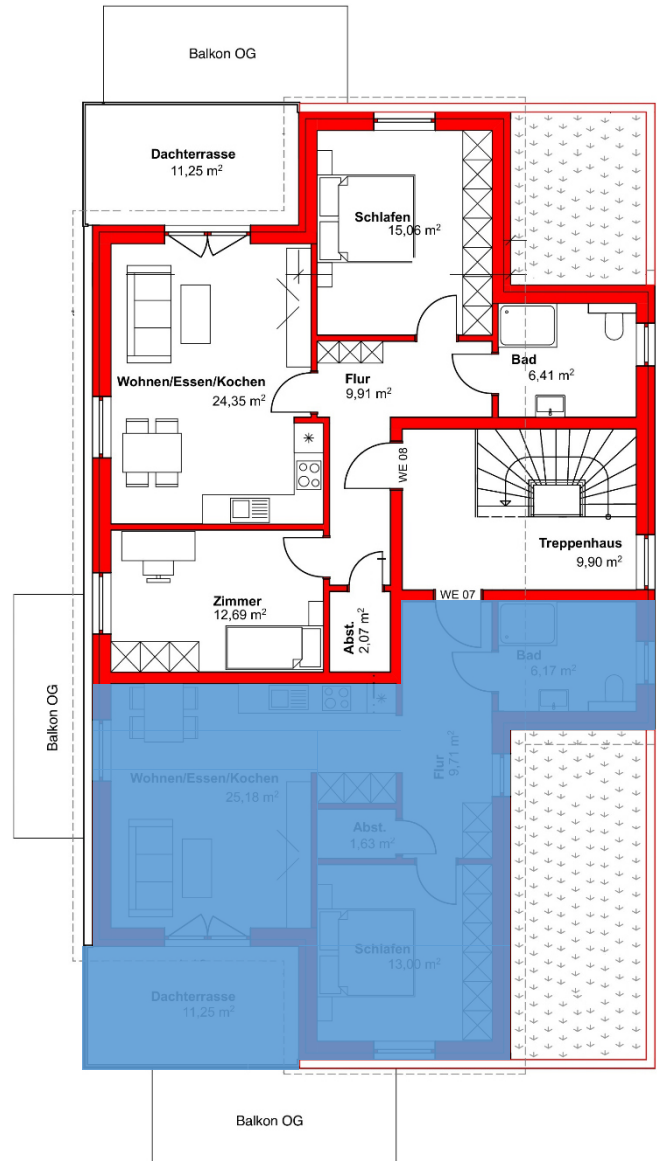 Balkon OG
Dachterrasse
11,25 m²
Schlafen
15,06 m²
Wohnen/Essen/Kochen
24,35 m²
Flur
9,91 m²
Bad
6,41 m²
WE 08
Treppenhaus
9,90 m²
Zimmer
12,69 m²
Abst.
2,07 m²
WE 07
Balkon OG
Bad
6,17 m²
Wohnen/Essen/Kochen
25,18 m²
Flur
9,71 m²
Abst.
1,63 m²
Schlafen
13,00 m²
Dachterrasse
11,25 m²
Balkon OG